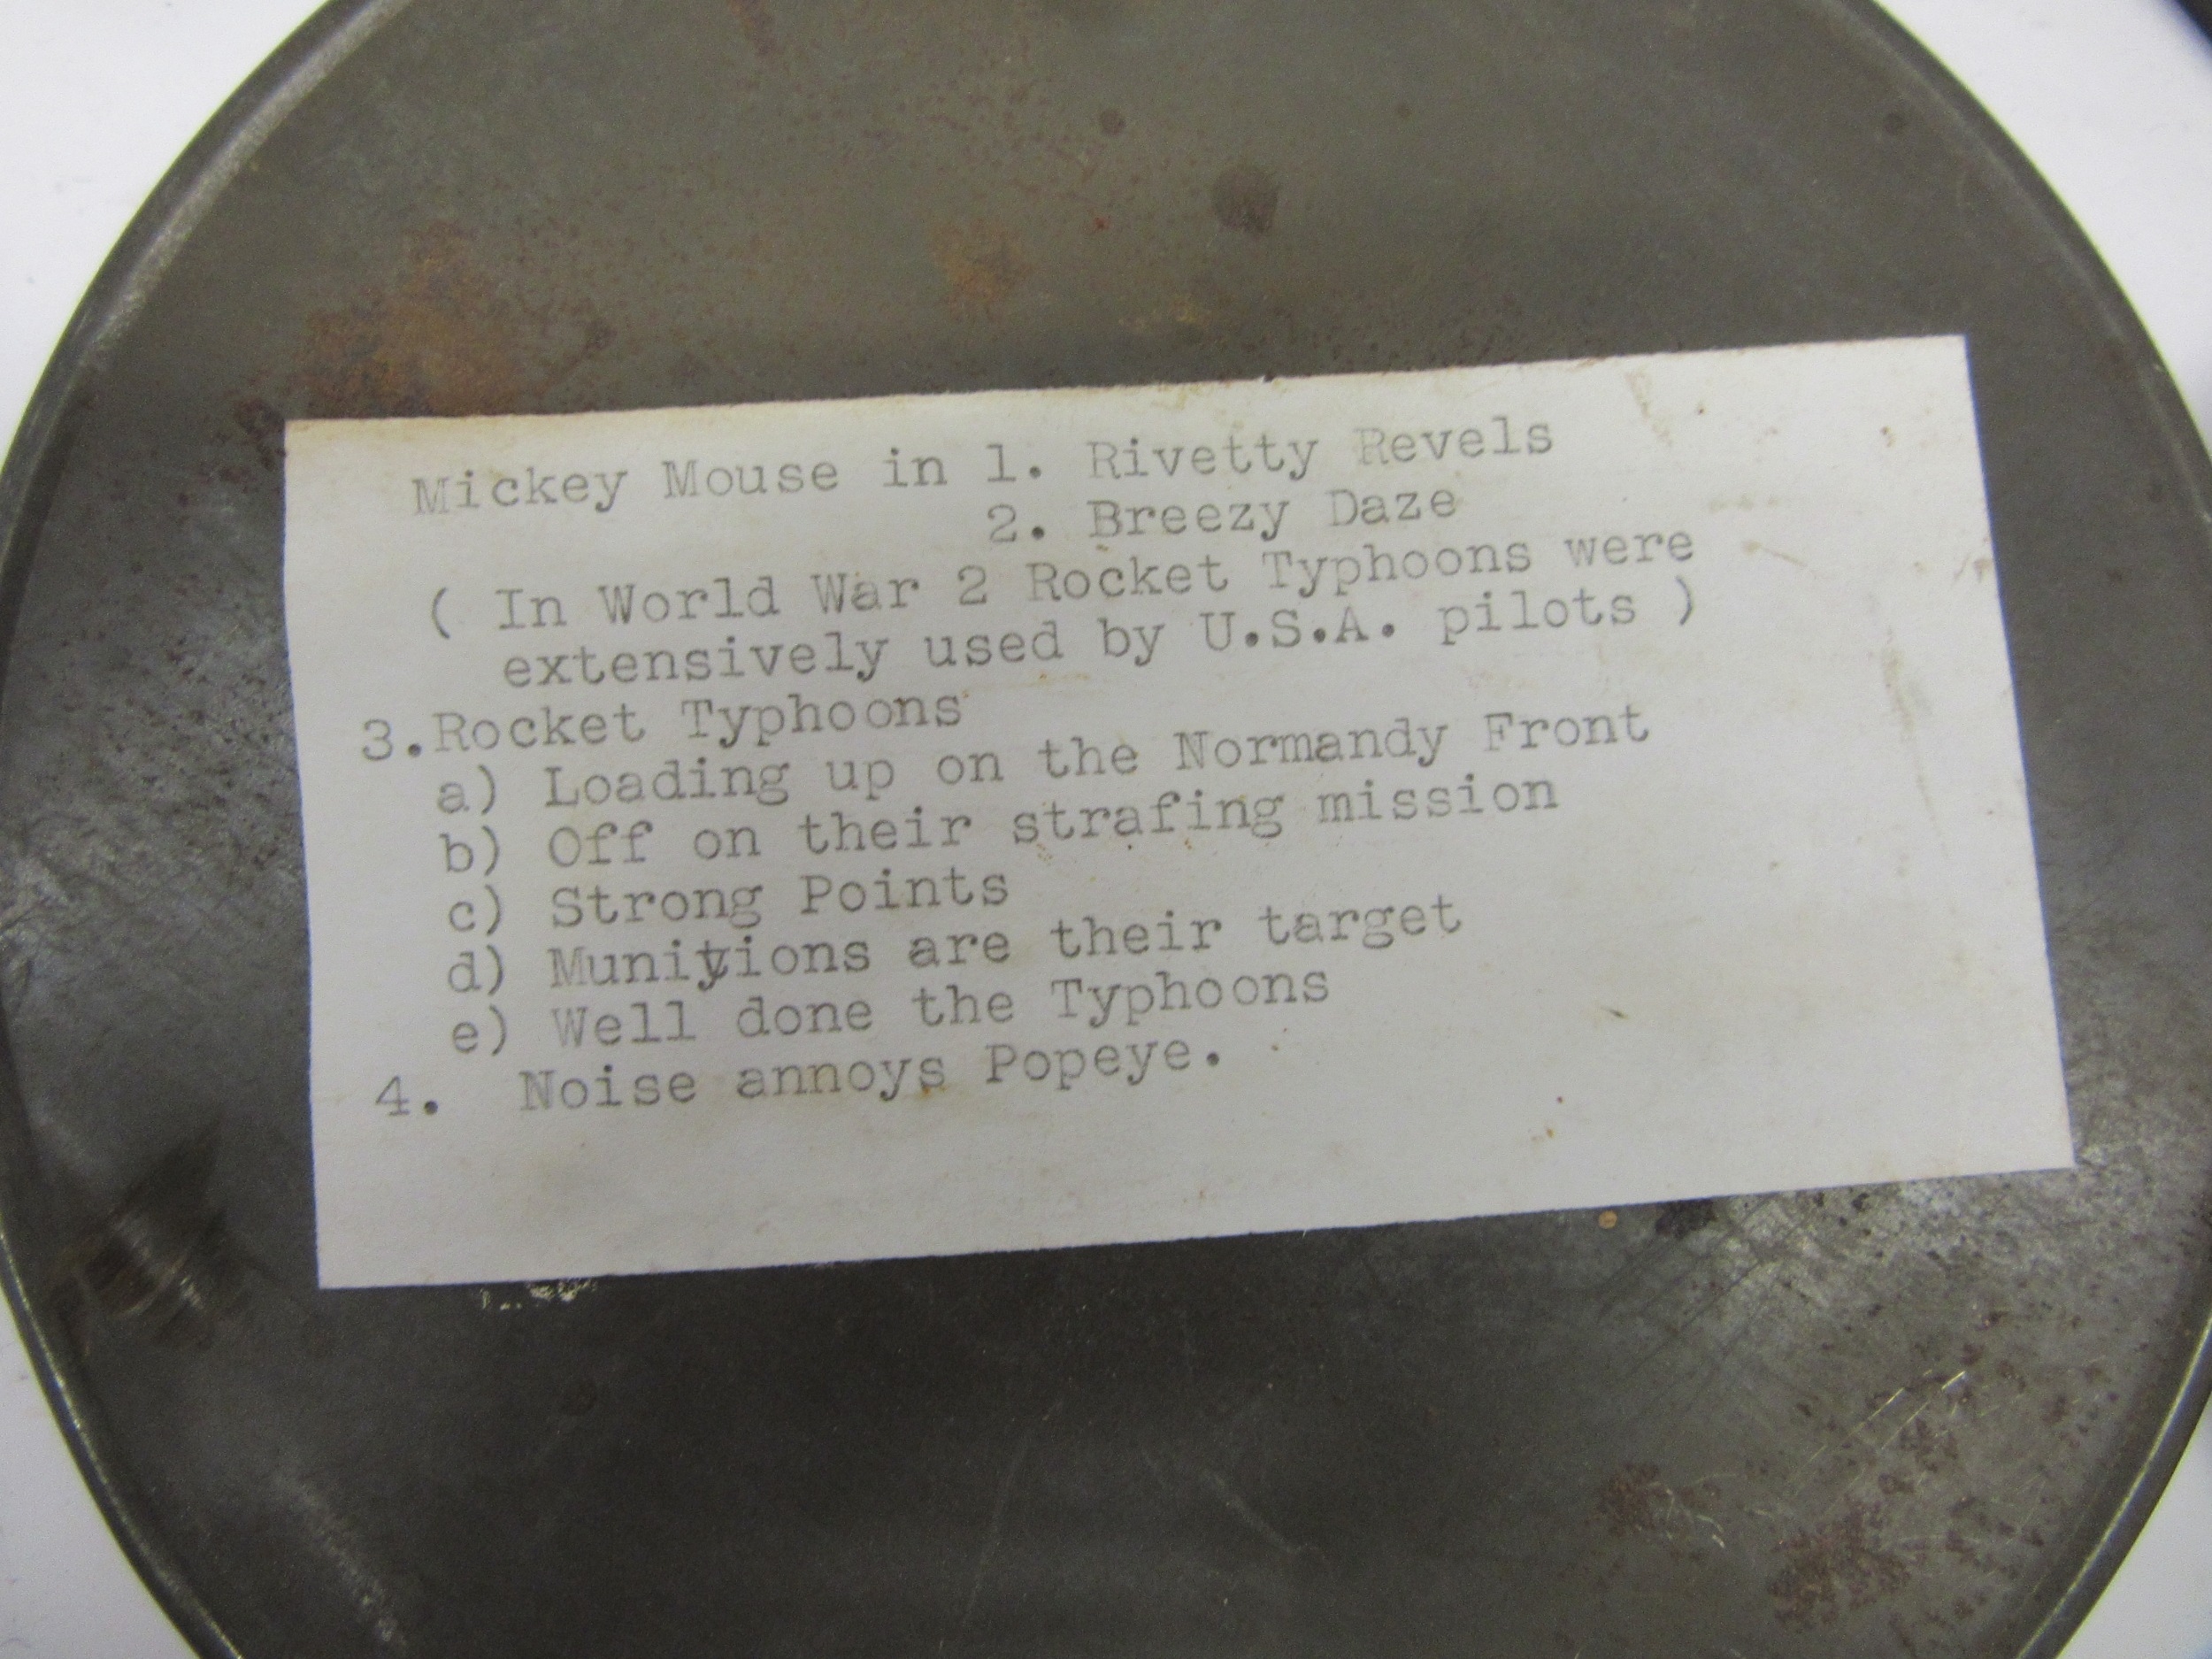 Mickey Mouse in 1. Rivetty Revels
2. Breezy Daze
( In World War 2 Rocket Typhoons were
extensively used by U.S.A. pilots )
3.Rocket Typhoons
a) Loading up on the Normandy Front
b) Off on their strafing mission
c) Strong Points
d) Munitions are their target
e) Well done the Typhoons
4. Noise annoys Popeye.